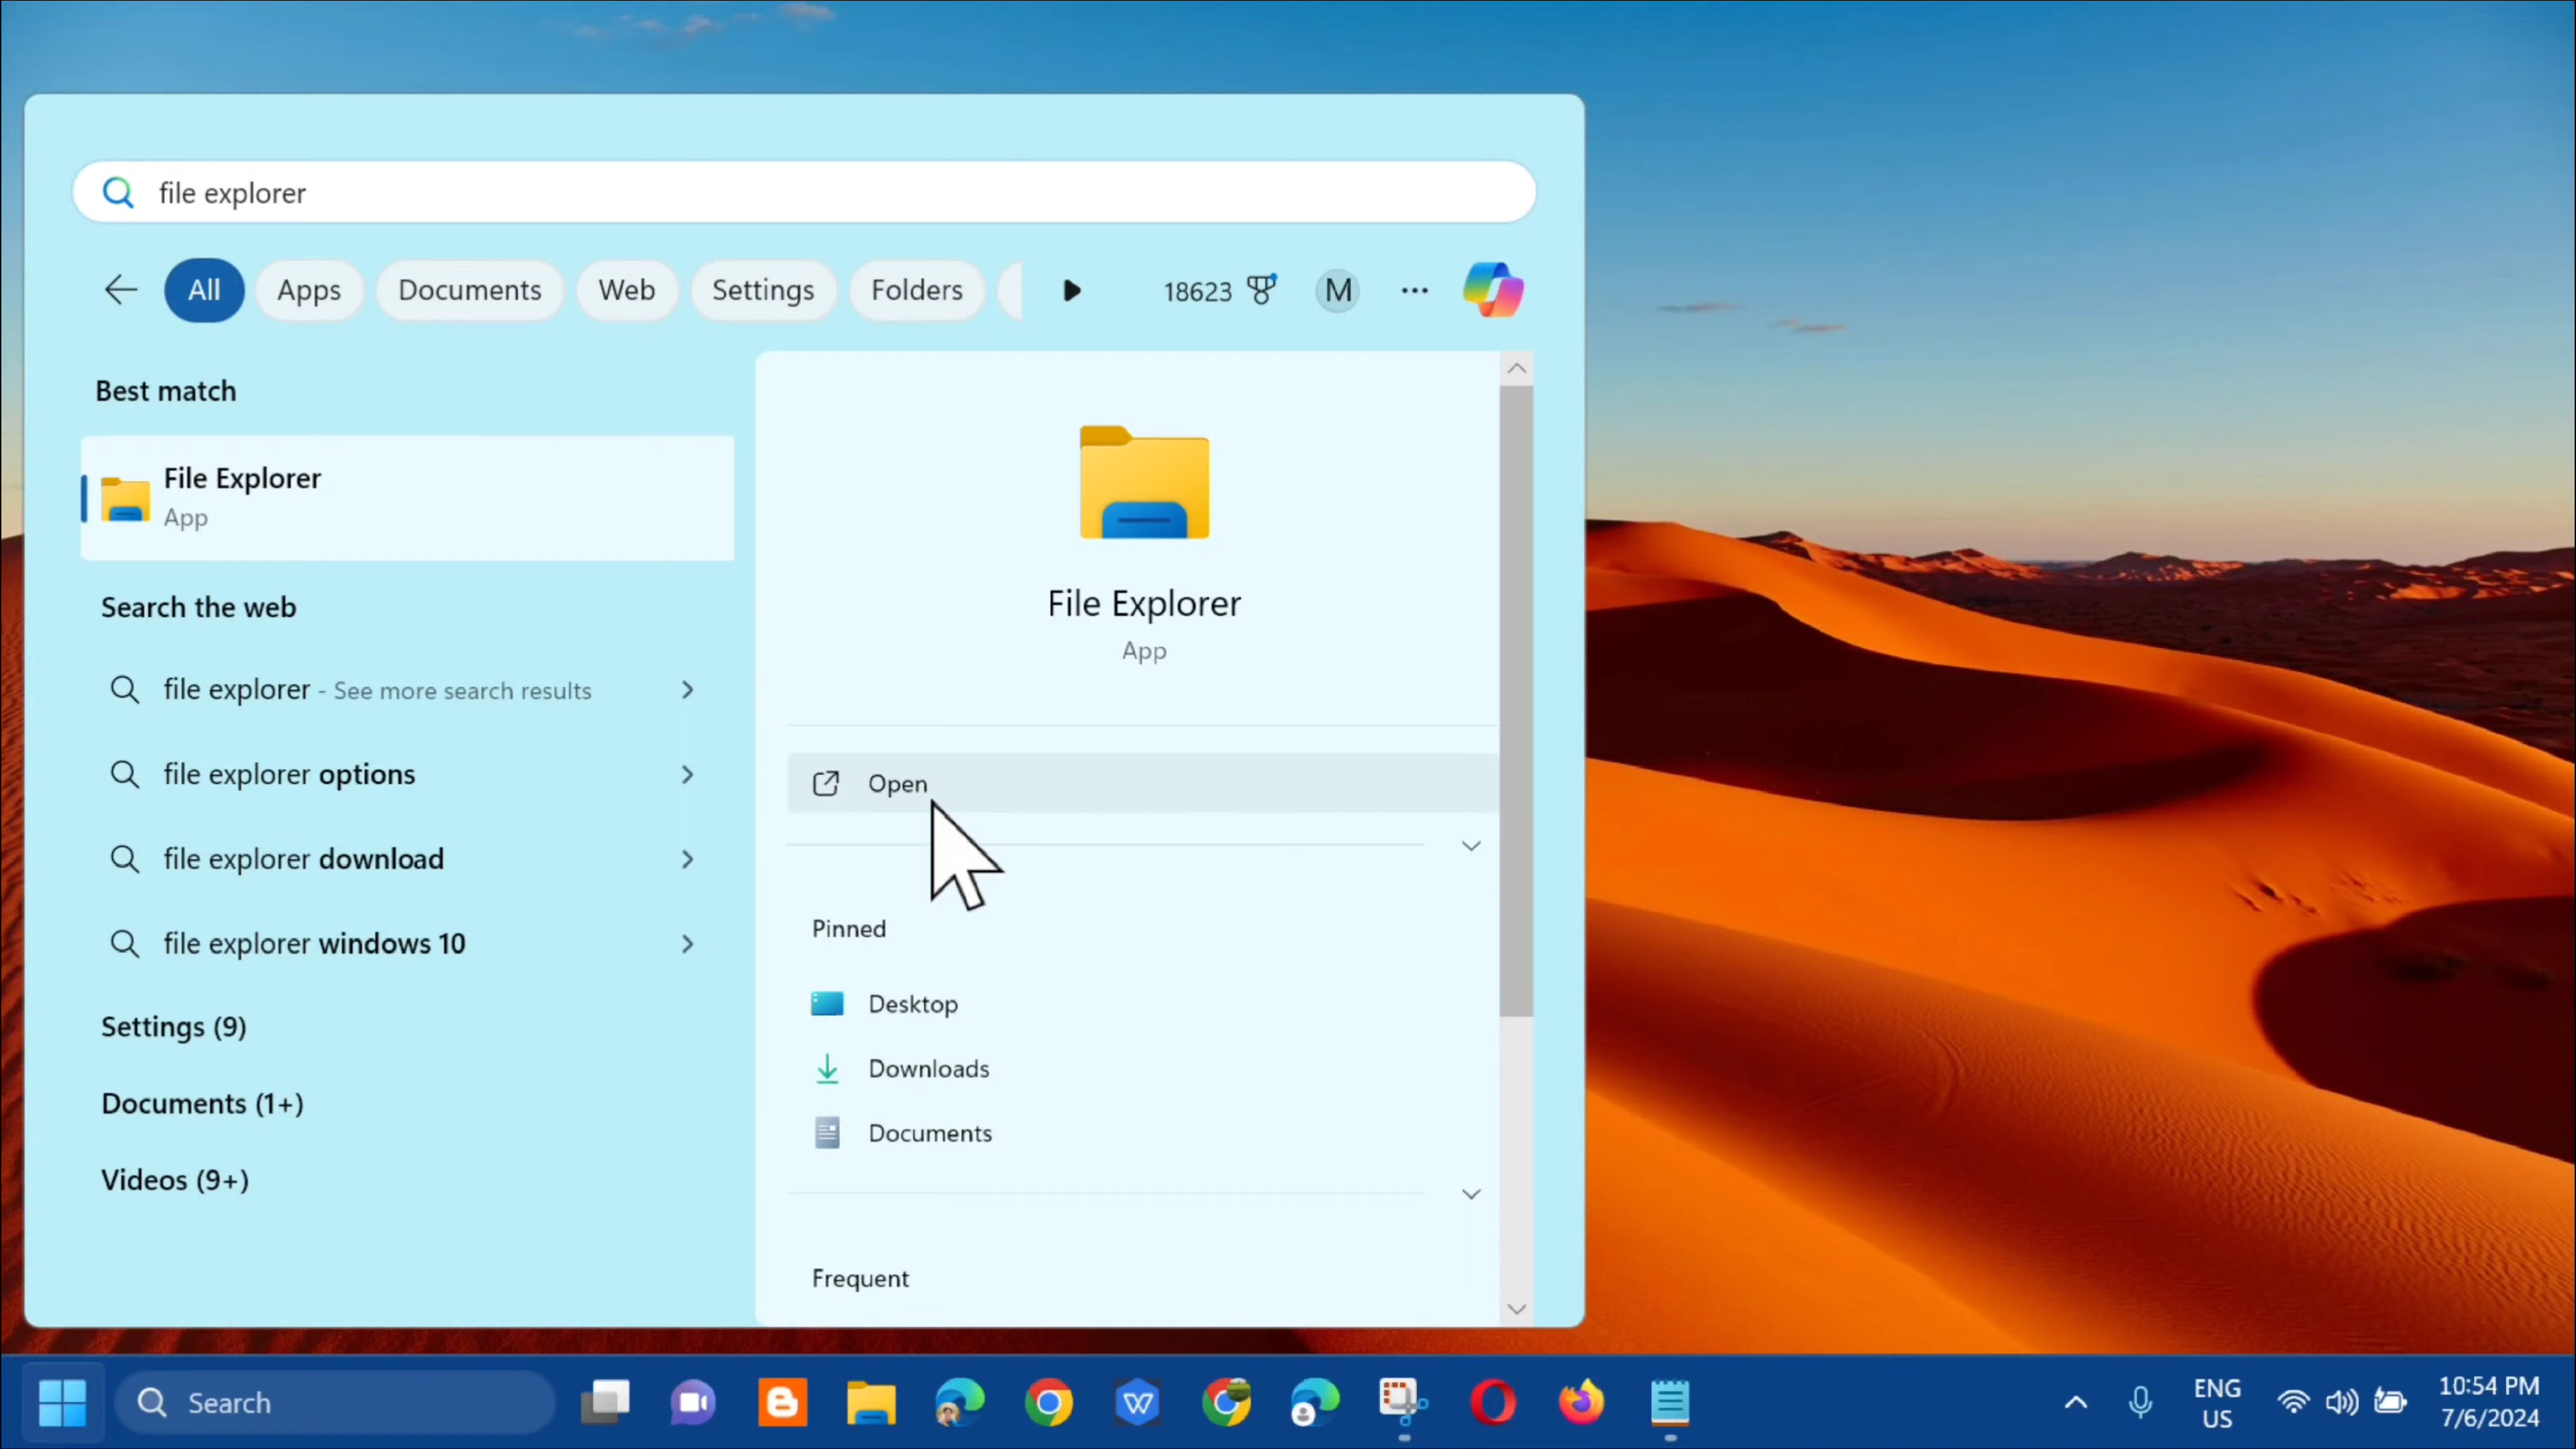 file explorer
All Apps Documents Web Settings Folders 18623 M
Best match
File Explorer
App
Search the web
file explorer - See more search results
file explorer options
file explorer download
file explorer windows 10
Settings (9)
Documents (1+)
Videos (9+)
File Explorer
App
Open
Pinned
Desktop
Downloads
Documents
Frequent
Search
ENG
US
10:54 PM
7/6/2024